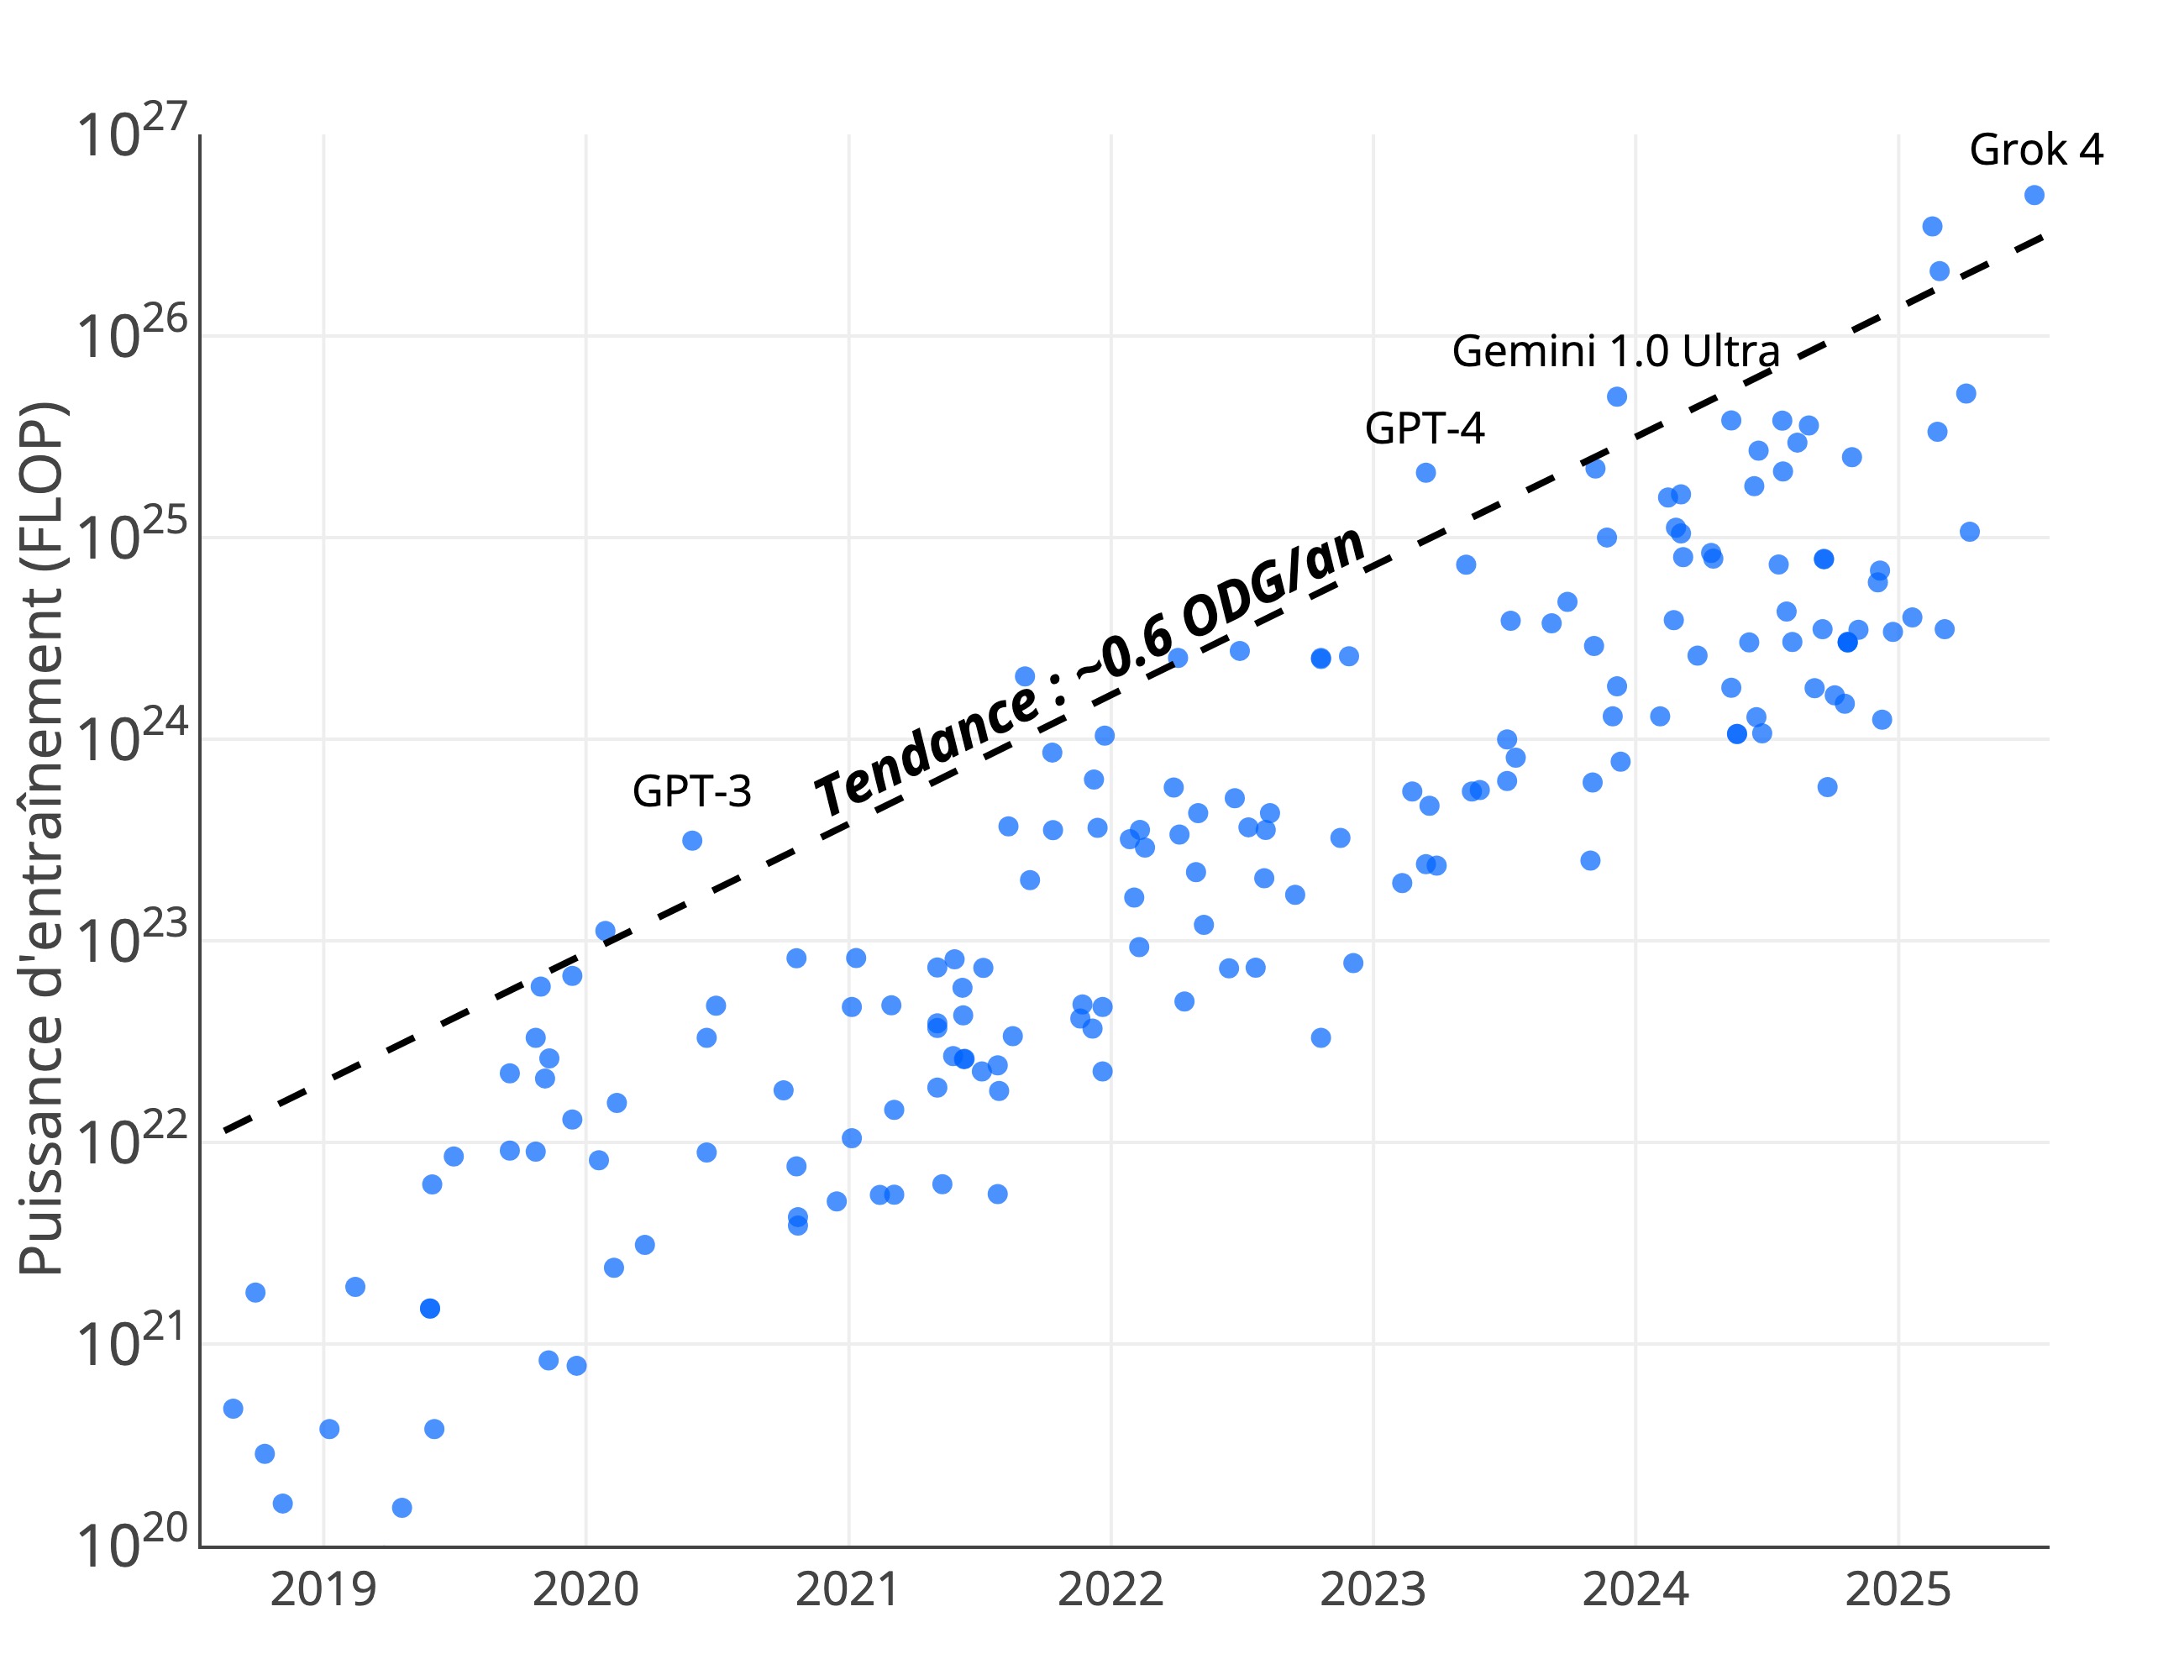 Puissance d'entraînement (FLOP)
10^27
10^26
10^25
10^24
10^23
10^22
10^21
10^20
Grok 4
Gemini 1.0 Ultra
GPT-4
Tendance : ~0.6 ODG/an
GPT-3
2019 2020 2021 2022 2023 2024 2025